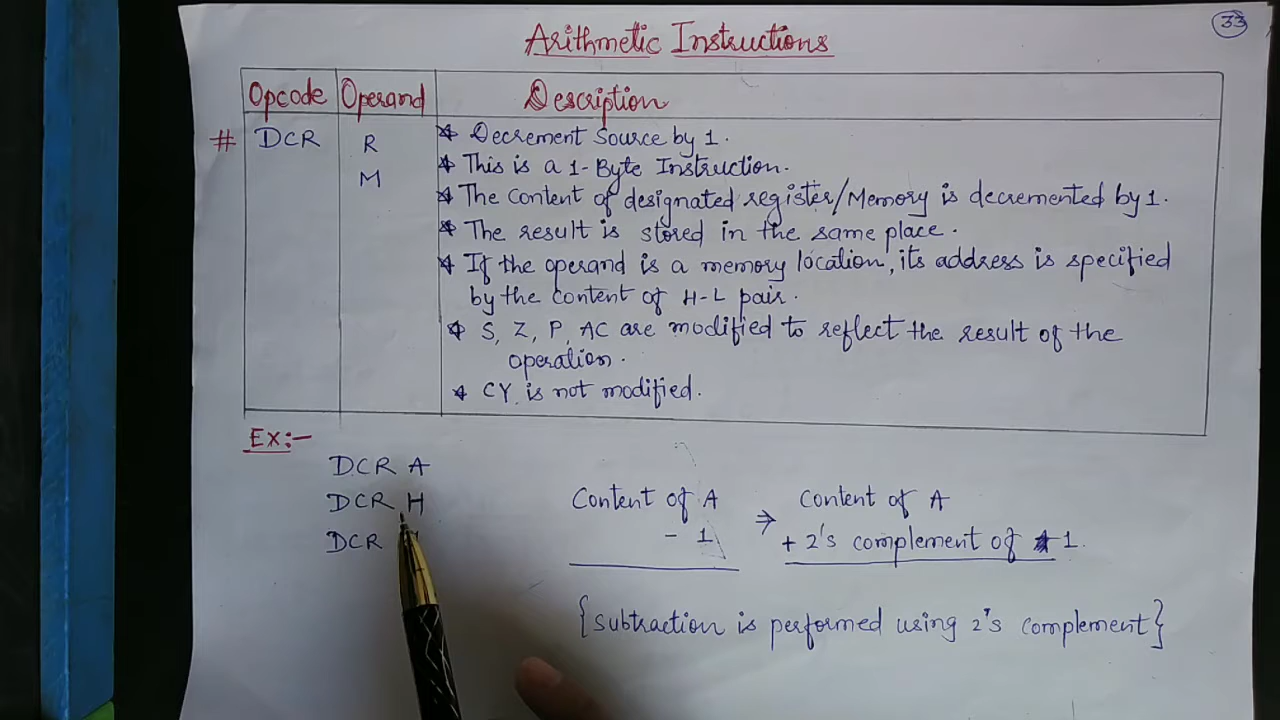 33
Arithmetic Instructions
Opcode Operand Description
# DCR R * Decrement Source by 1.
M * This is a 1-Byte Instruction.
* The content of designated register/Memory is decremented by 1.
* The result is stored in the same place.
* If the operand is a memory location, its address is specified
by the content of H-L pair.
* S, Z, P, AC are modified to reflect the result of the
operation.
* CY is not modified.
Ex:-
DCR A
DCR H
DCR
Content of A
- 1
⇒ Content of A
+ 2's complement of 1.
{Subtraction is performed using 2's complement}